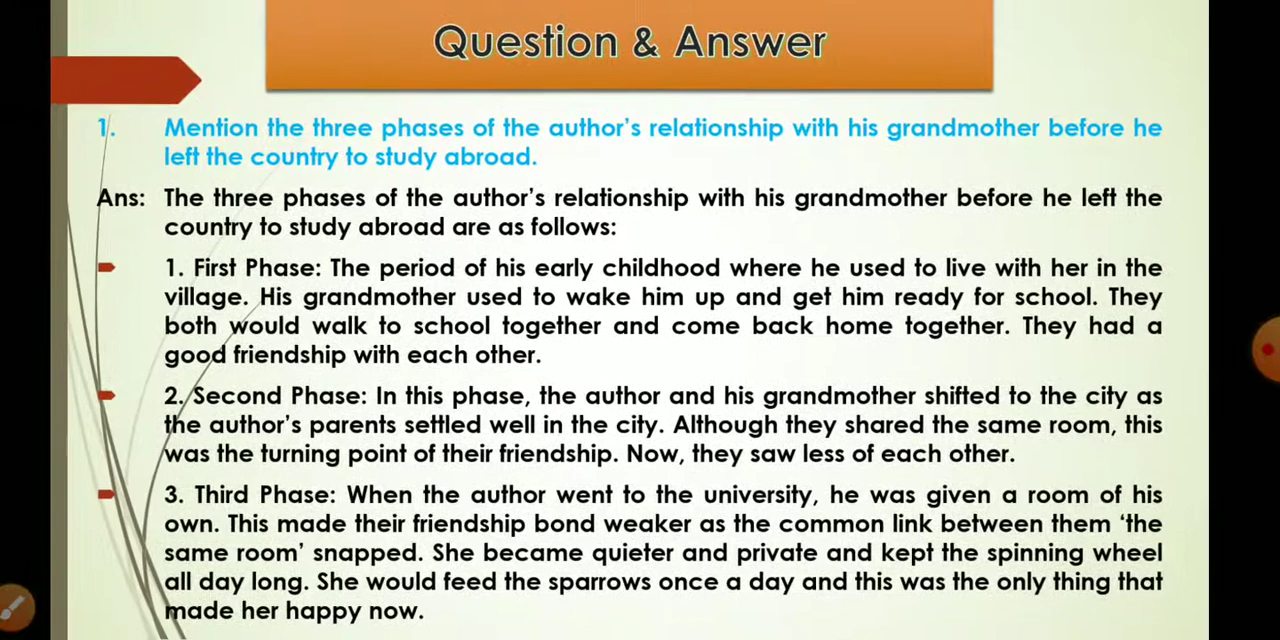 Question & Answer
1. Mention the three phases of the author's relationship with his grandmother before he
left the country to study abroad.
Ans: The three phases of the author's relationship with his grandmother before he left the
country to study abroad are as follows:
1. First Phase: The period of his early childhood where he used to live with her in the
village. His grandmother used to wake him up and get him ready for school. They
both would walk to school together and come back home together. They had a
good friendship with each other.
2. Second Phase: In this phase, the author and his grandmother shifted to the city as
the author's parents settled well in the city. Although they shared the same room, this
was the turning point of their friendship. Now, they saw less of each other.
3. Third Phase: When the author went to the university, he was given a room of his
own. This made their friendship bond weaker as the common link between them 'the
same room' snapped. She became quieter and private and kept the spinning wheel
all day long. She would feed the sparrows once a day and this was the only thing that
made her happy now.